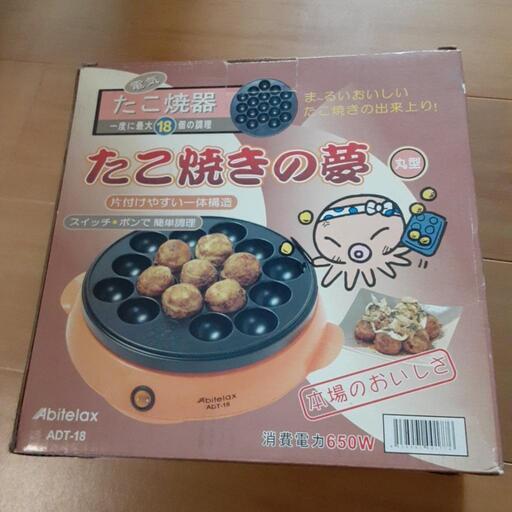 電気
たこ焼器
一度に最大18個の調理
ま～るいおいしい
たこ焼きの出来上り!
たこ焼きの夢
丸型
片付けやすい一体構造
スイッチ・ポンで簡単調理
Abitelax
ADT-18
本場のおいしさ
Abitelax
ADT-18
消費電力650W